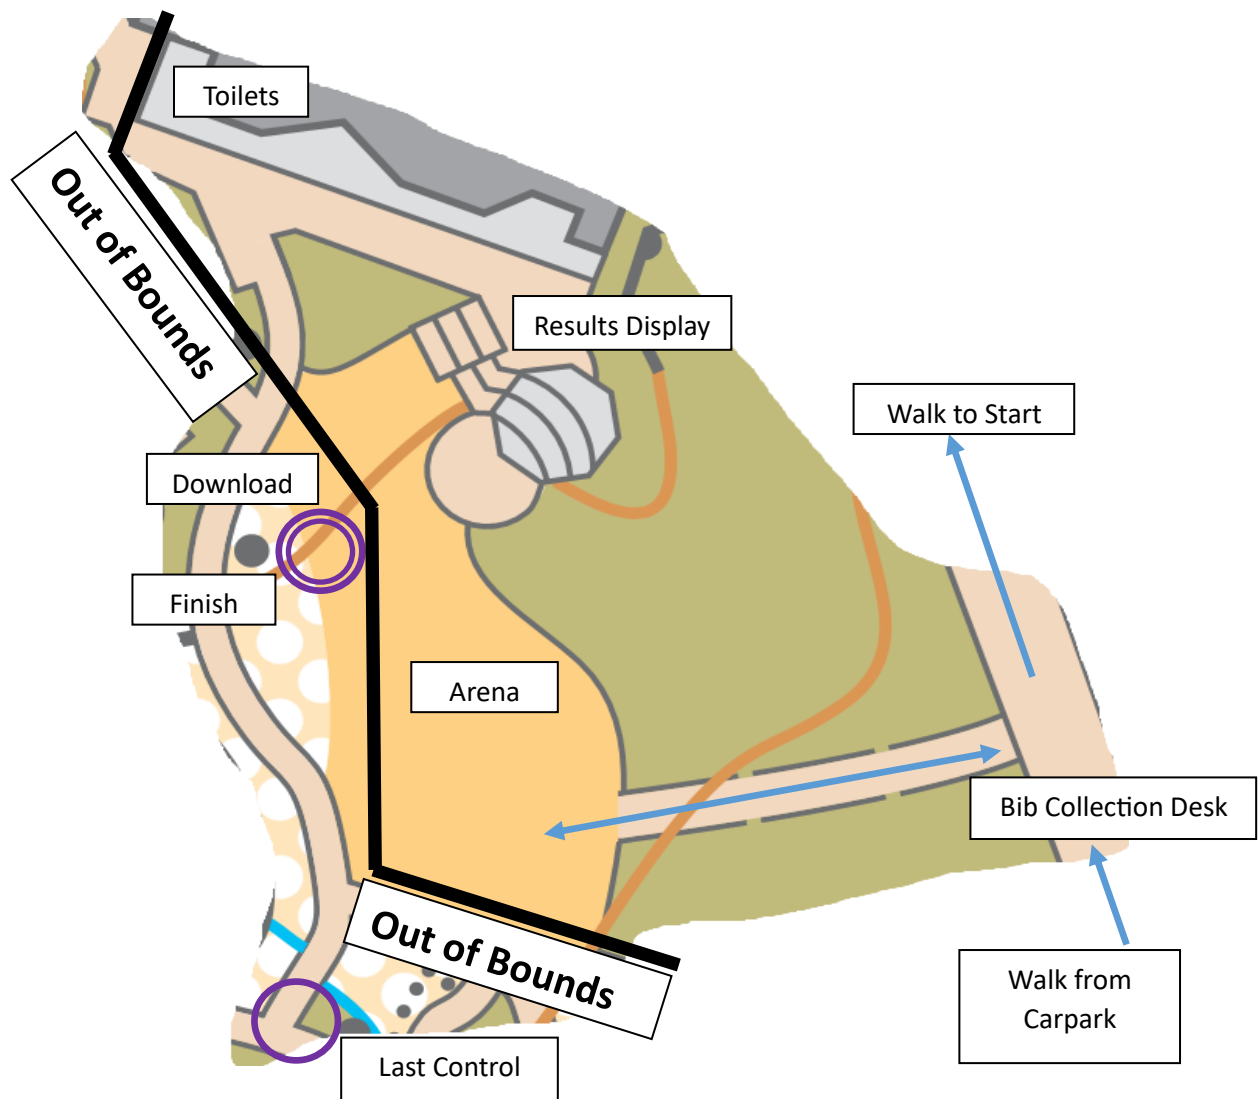 Toilets
Out of Bounds
Results Display
Walk to Start
Download
Finish
Arena
Bib Collection Desk
Out of Bounds
Walk from
Carpark
Last Control